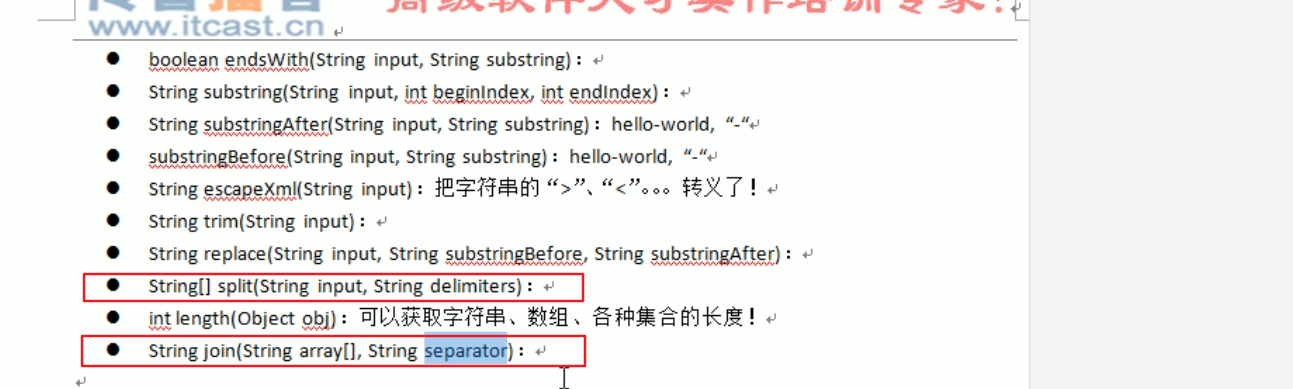 www.itcast.cn
boolean endsWith(String input, String substring)：
String substring(String input, int beginIndex, int endIndex)：
String substringAfter(String input, String substring)：hello-world, “-“
substringBefore(String input, String substring)：hello-world, “-“
String escapeXml(String input)：把字符串的“>”、“<”。。。转义了！
String trim(String input)：
String replace(String input, String substringBefore, String substringAfter)：
String[] split(String input, String delimiters)：
int length(Object obj)：可以获取字符串、数组、各种集合的长度！
String join(String array[], String separator)：